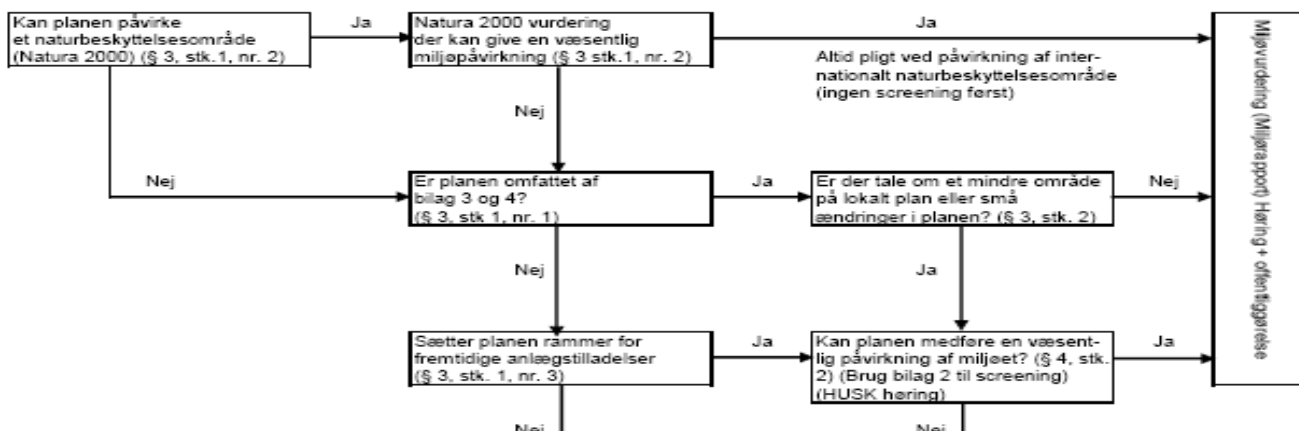 Kan planen påvirke
et naturbeskyttelsesområde
(Natura 2000) (§ 3, stk.1, nr. 2)
Ja
Natura 2000 vurdering
der kan give en væsentlig
miljøpåvirkning (§ 3 stk.1, nr. 2)
Ja
Altid pligt ved påvirkning af inter-
nationalt naturbeskyttelsesområde
(ingen screening først)
Nej
Nej
Er planen omfattet af
bilag 3 og 4?
(§ 3, stk 1, nr. 1)
Ja
Er der tale om et mindre område
på lokalt plan eller små
ændringer i planen? (§ 3, stk. 2)
Nej
Nej
Ja
Sætter planen rammer for
fremtidige anlægstilladelser
(§ 3, stk. 1, nr. 3)
Ja
Kan planen medføre en væsent-
lig påvirkning af miljøet? (§ 4, stk.
2) (Brug bilag 2 til screening)
(HUSK høring)
Ja
Nej
Nej
Miljøvurdering (Miljørapport) Høring + offentliggørelse